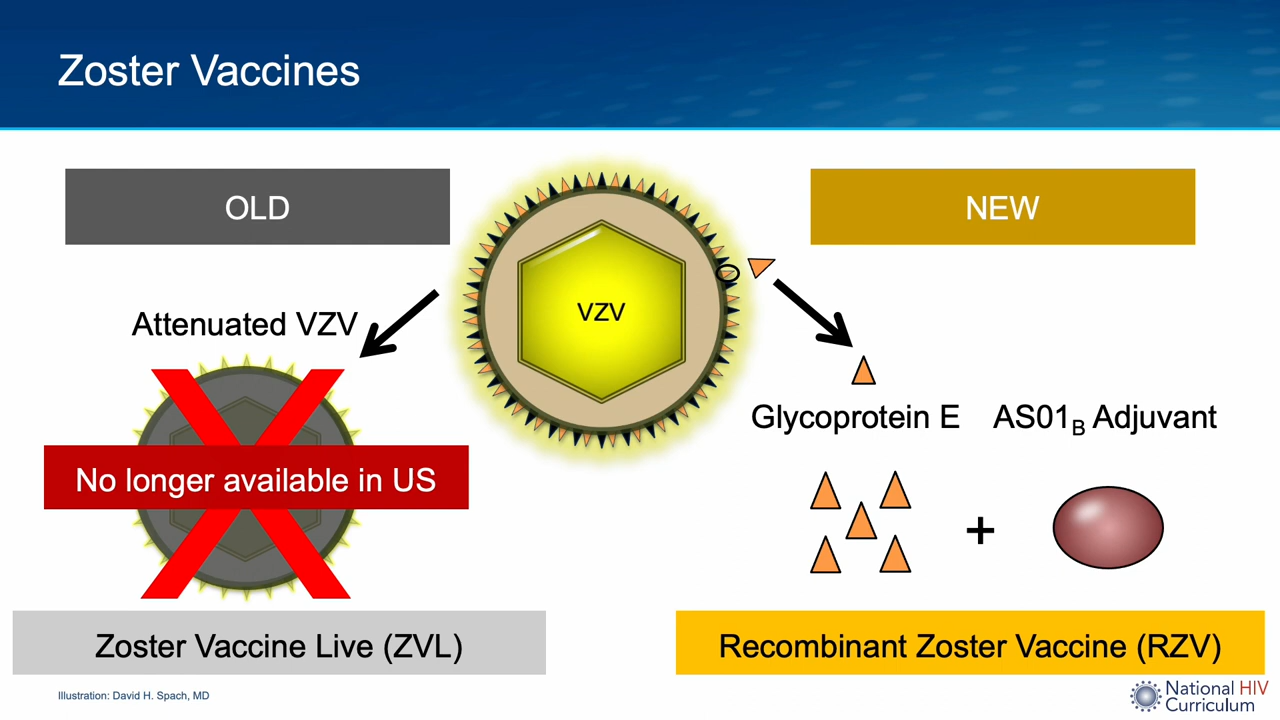 Zoster Vaccines
OLD
NEW
VZV
Attenuated VZV
Glycoprotein E
AS01B Adjuvant
No longer available in US
+
Zoster Vaccine Live (ZVL)
Recombinant Zoster Vaccine (RZV)
Illustration: David H. Spach, MD
National HIV
Curriculum